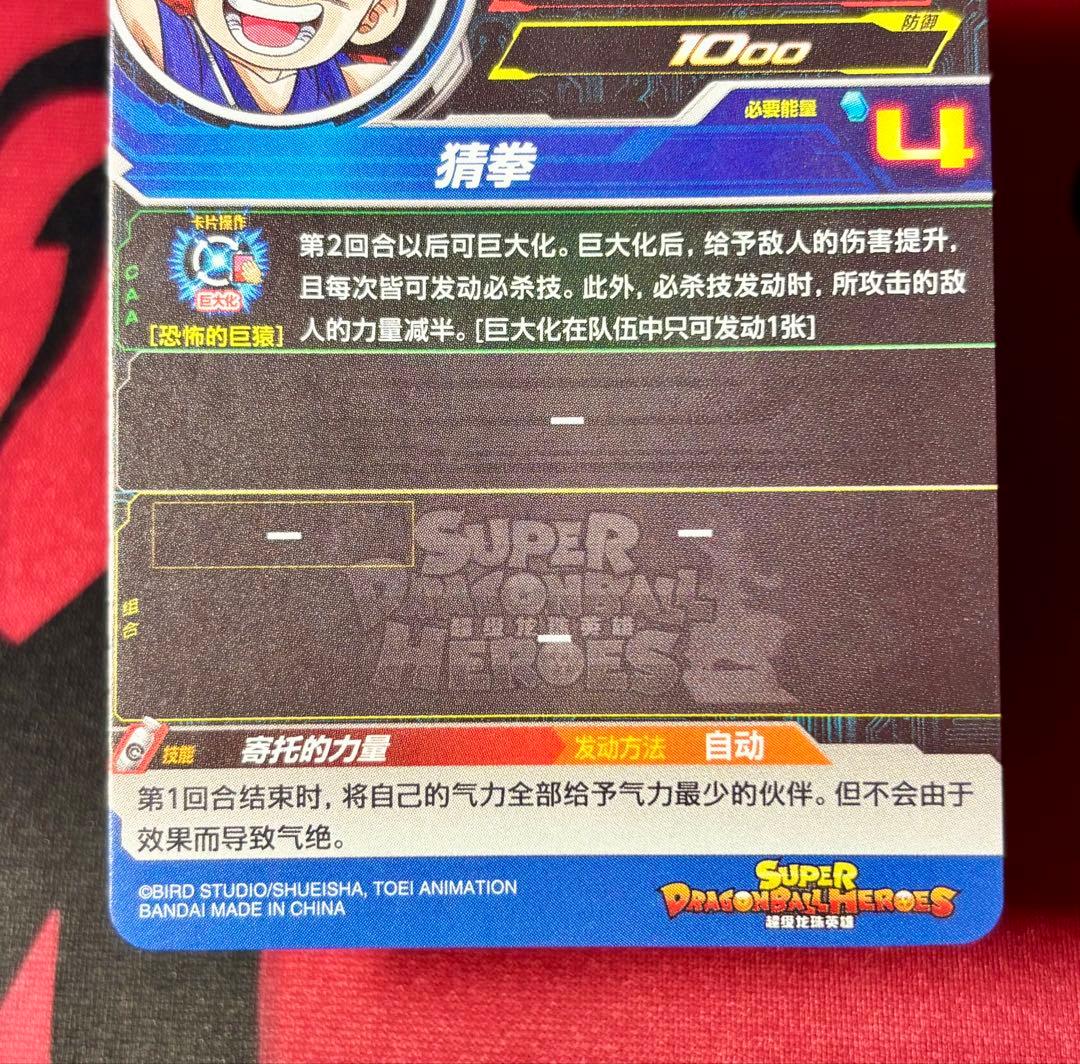 防御
1000
必要能量 4
猜拳
卡片操作
CAA
巨大化
[恐怖的巨猿]
第2回合以后可巨大化。巨大化后,给予敌人的伤害提升,
且每次皆可发动必杀技。此外,必杀技发动时,所攻击的敌
人的力量减半。[巨大化在队伍中只可发动1张]
—
— —
SUPER
DRAGONBALL
组合
超级龙珠英雄
—
HEROES
技能 寄托的力量 发动方法 自动
第1回合结束时,将自己的气力全部给予气力最少的伙伴。但不会由于
效果而导致气绝。
©BIRD STUDIO/SHUEISHA, TOEI ANIMATION
BANDAI MADE IN CHINA
SUPER
DRAGONBALL HEROES
超级龙珠英雄